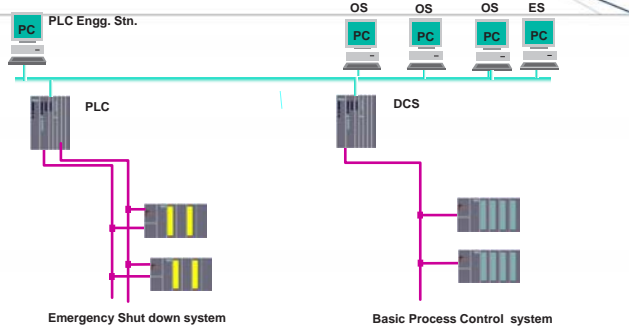 OS OS OS ES
PLC Engg. Stn.
PC PC PC PC PC
PLC DCS
Emergency Shut down system
Basic Process Control system